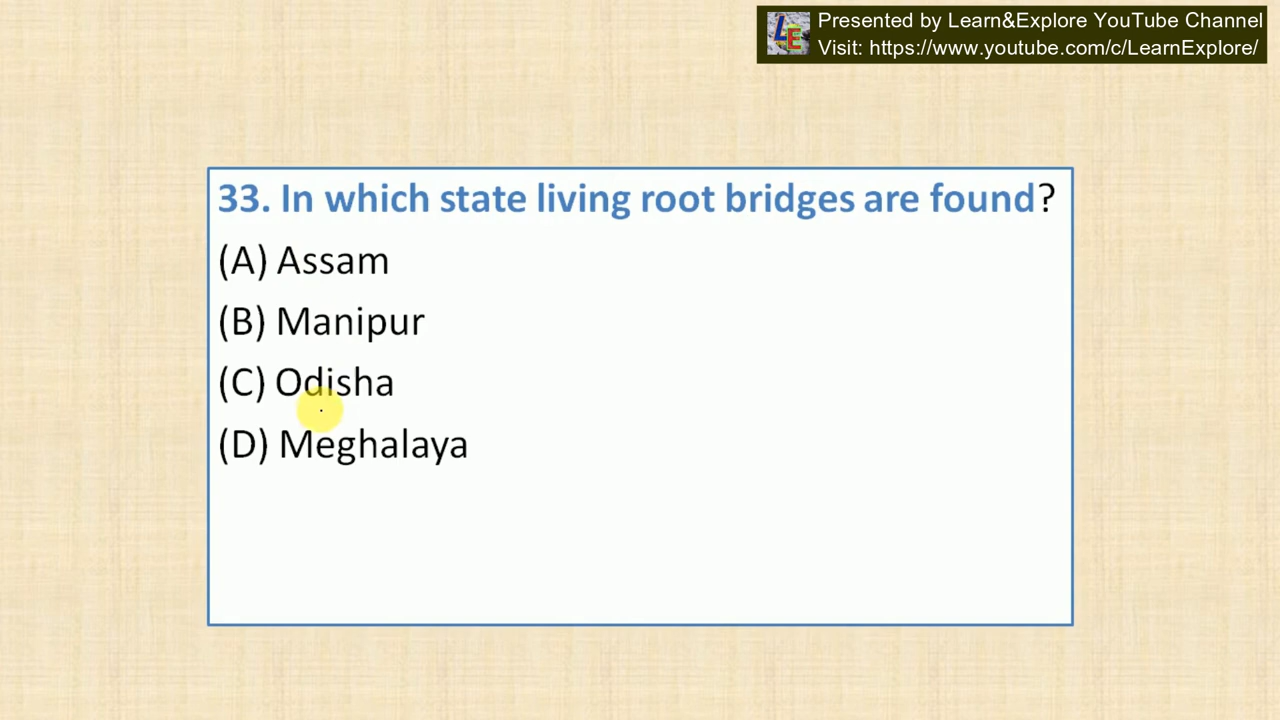 Presented by Learn&Explore YouTube Channel
Visit: https://www.youtube.com/c/LearnExplore/
LE
33. In which state living root bridges are found?
(A) Assam
(B) Manipur
(C) Odisha
(D) Meghalaya